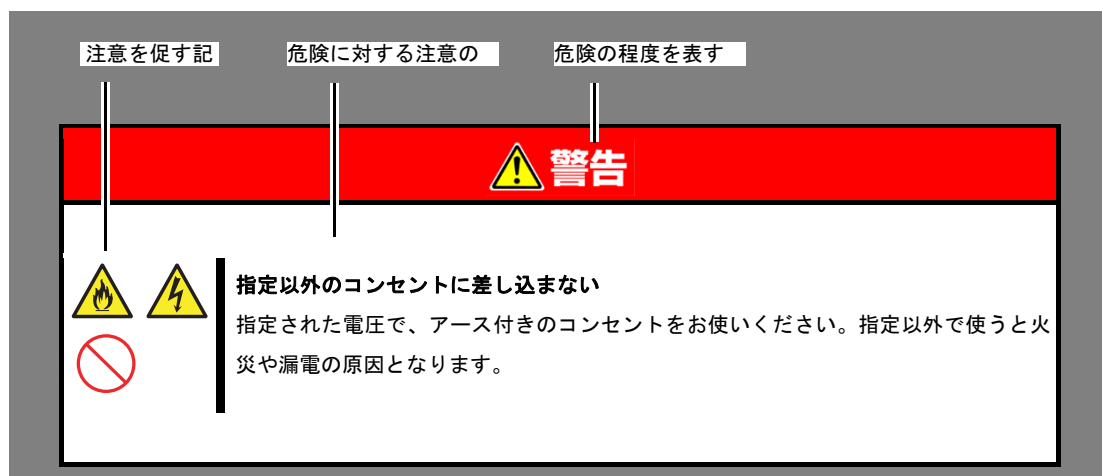 注意を促す記 危険に対する注意の 危険の程度を表す
警告
指定以外のコンセントに差し込まない
指定された電圧で、アース付きのコンセントをお使いください。指定以外で使うと火
災や漏電の原因となります。